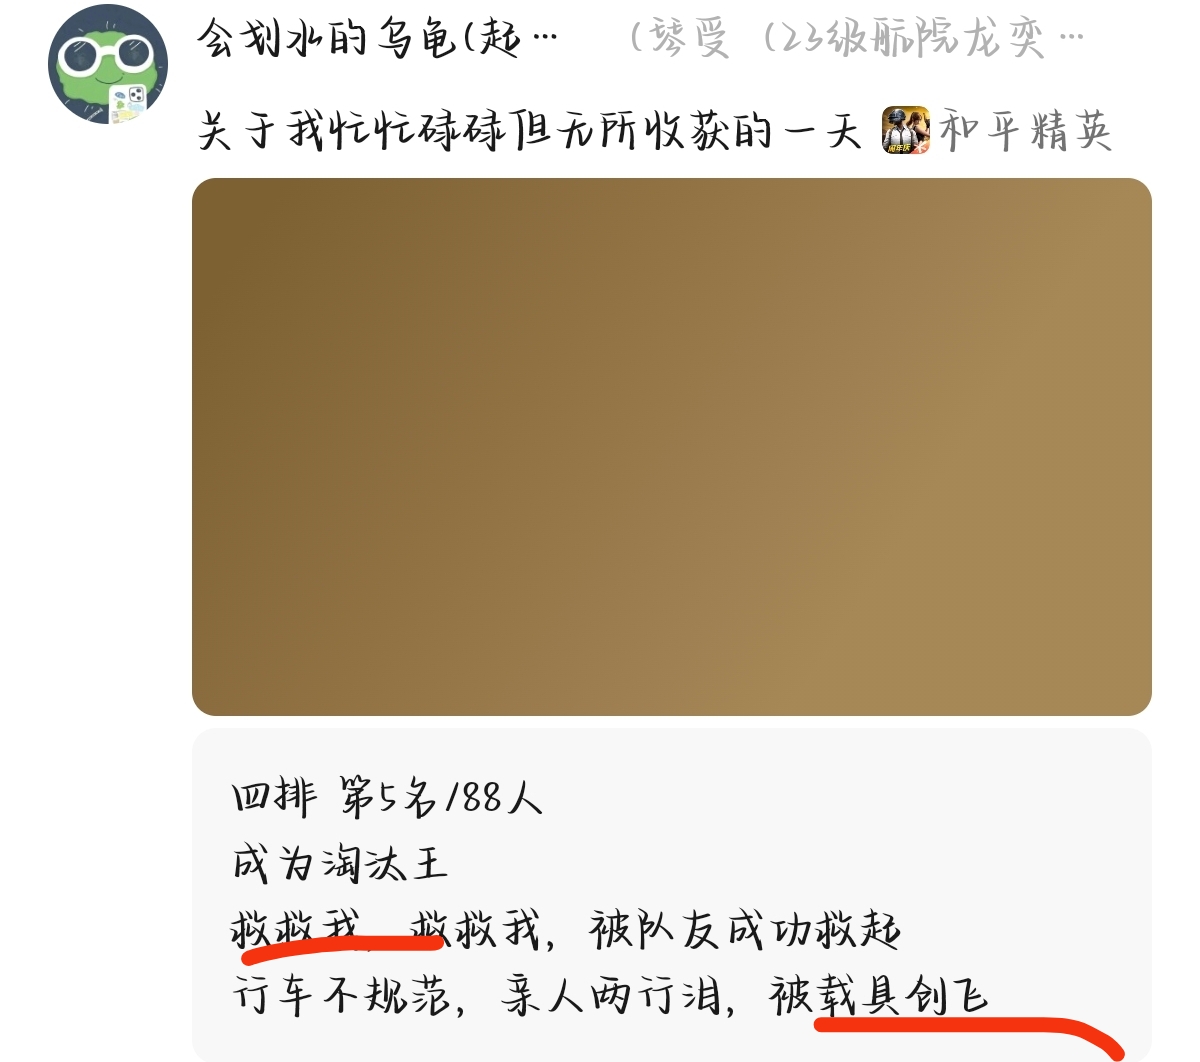 会划水的乌龟(起… (琴受 (23级航院龙奕…
关于我忙忙碌碌但无所收获的一天 和平精英
四排 第5名/88人
成为淘汰王
救救我，救救我，被队友成功救起
行车不规范，亲人两行泪，被载具创飞